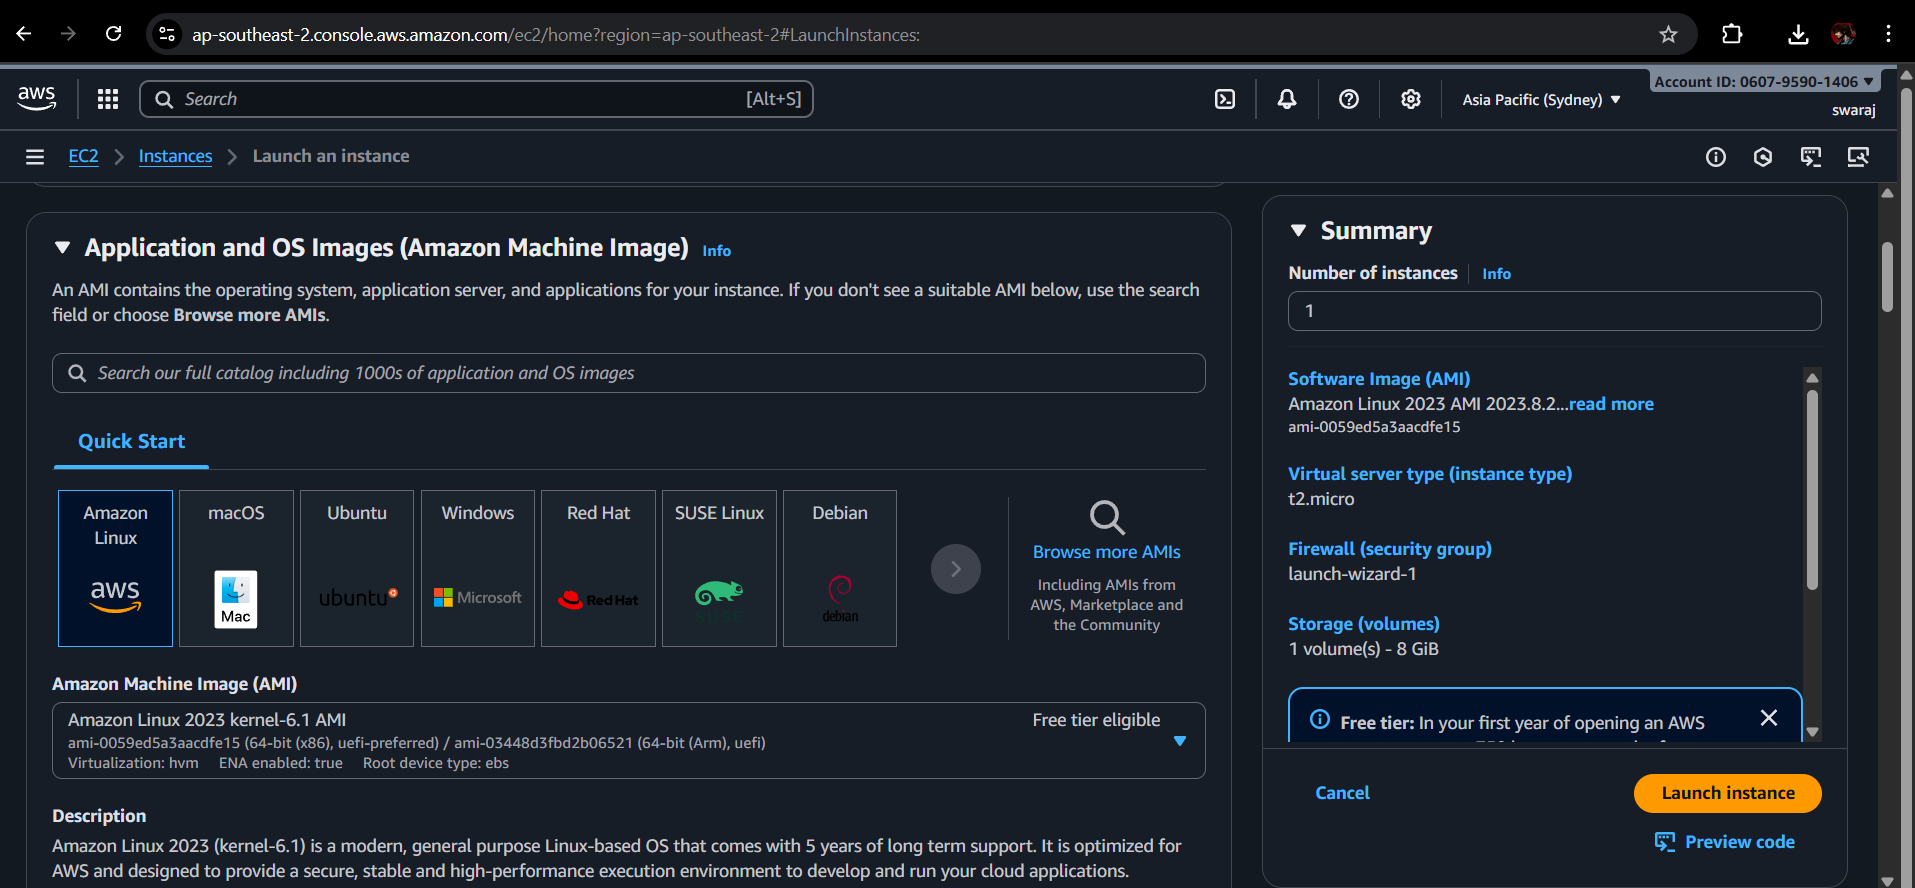 ap-southeast-2.console.aws.amazon.com/ec2/home?region=ap-southeast-2#LaunchInstances:
aws
Search
[Alt+S]
Asia Pacific (Sydney)
Account ID: 0607-9590-1406
swaraj
EC2
Instances
Launch an instance
Application and OS Images (Amazon Machine Image) Info
An AMI contains the operating system, application server, and applications for your instance. If you don't see a suitable AMI below, use the search
field or choose Browse more AMIs.
Search our full catalog including 1000s of application and OS images
Quick Start
Amazon
Linux
aws
macOS
Mac
Ubuntu
ubuntu
Windows
Microsoft
Red Hat
Red Hat
SUSE Linux
SUSE
Debian
debian
Browse more AMIs
Including AMIs from
AWS, Marketplace and
the Community
Amazon Machine Image (AMI)
Amazon Linux 2023 kernel-6.1 AMI
Free tier eligible
ami-0059ed5a3aacdfe15 (64-bit (x86), uefi-preferred) / ami-03448d3fbd2b06521 (64-bit (Arm), uefi)
Virtualization: hvm ENA enabled: true Root device type: ebs
Description
Amazon Linux 2023 (kernel-6.1) is a modern, general purpose Linux-based OS that comes with 5 years of long term support. It is optimized for
AWS and designed to provide a secure, stable and high-performance execution environment to develop and run your cloud applications.
Summary
Number of instances Info
1
Software Image (AMI)
Amazon Linux 2023 AMI 2023.8.2...read more
ami-0059ed5a3aacdfe15
Virtual server type (instance type)
t2.micro
Firewall (security group)
launch-wizard-1
Storage (volumes)
1 volume(s) - 8 GiB
Free tier: In your first year of opening an AWS
Cancel
Launch instance
Preview code